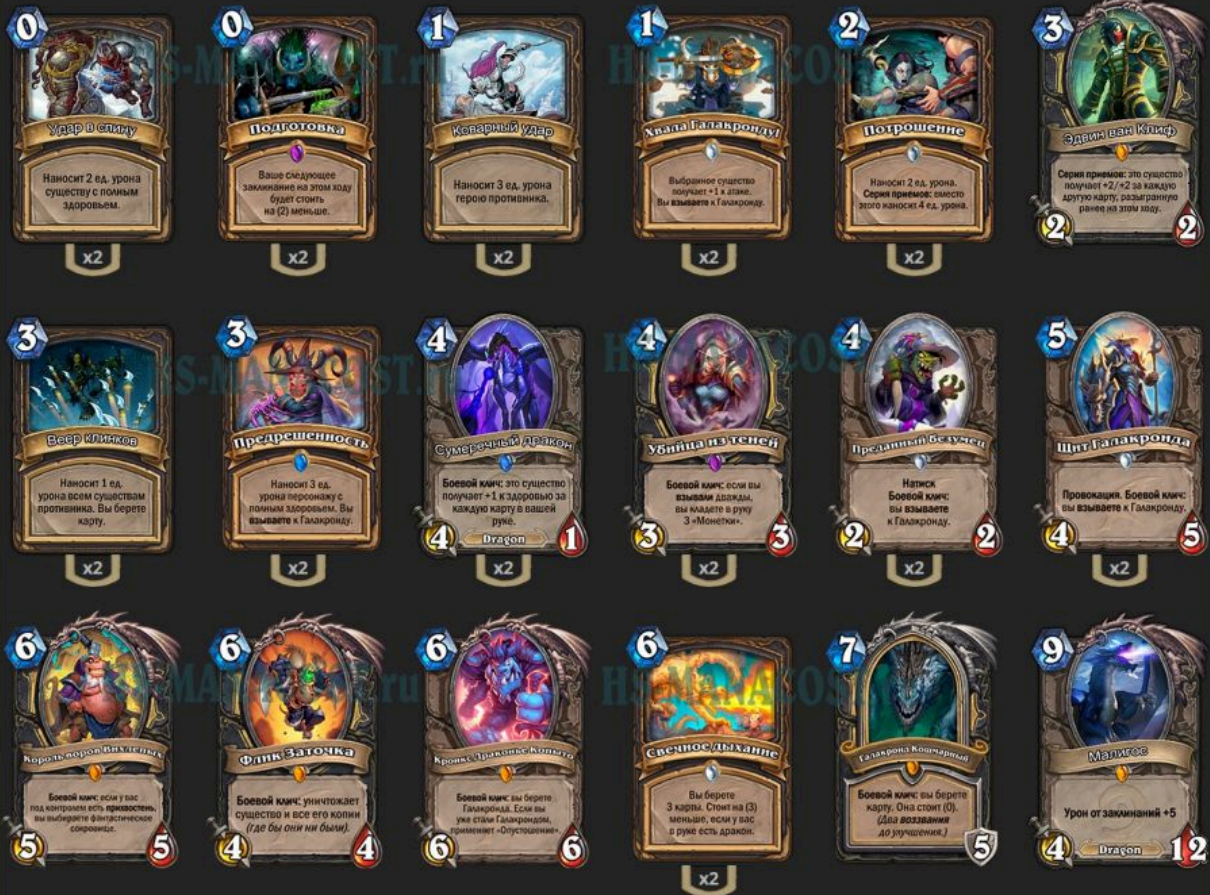 0
Удар в спину
Наносит 2 ед. урона
существу с полным
здоровьем.
x2
0
Подготовка
Ваше следующее
заклинание на этом ходу
будет стоить
на (2) меньше.
x2
1
Коварный удар
Наносит 3 ед. урона
герою противника.
x2
1
Хвала Галакронду!
Выбранное существо
получает +1 к атаке.
Вы взываете к Галакронду.
x2
2
Потрошение
Наносит 2 ед. урона.
Серия приемов: вместо
этого наносит 4 ед. урона.
x2
3
Эдвин ван Клиф
Серия приемов: это существо
получает +2/+2 за каждую
другую карту, разыгранную
ранее на этом ходу.
2
2
3
Веер клинков
Наносит 1 ед.
урона всем существам
противника. Вы берете
карту.
x2
3
Предрешенность
Наносит 3 ед.
урона персонажу с
полным здоровьем. Вы
взываете к Галакронду.
x2
4
Сумеречный дракон
Боевой клич: это существо
получает +1 к здоровью за
каждую карту в вашей
руке.
4
Dragon
1
x2
4
Убийца из теней
Боевой клич: если вы
взывали дважды,
вы кладете в руку
3 «Монетки».
3
3
x2
4
Преданный безумец
Натиск
Боевой клич:
вы взываете
к Галакронду.
2
2
x2
5
Щит Галакронда
Провокация. Боевой клич:
вы взываете к Галакронду.
4
5
x2
6
Король воров Вихлепых
Боевой клич: если у вас
под контролем есть прихвостень,
вы выбираете фантастическое
сокровище.
5
5
6
Флик Заточка
Боевой клич: уничтожает
существо и все его копии
(где бы они ни были).
4
4
6
Кроникс Драконье Копыто
Боевой клич: вы берете
Галакронда. Если вы
уже стали Галакрондом,
применяет «Опустошение».
6
6
6
Свечное дыхание
Вы берете
3 карты. Стоит на (3)
меньше, если у вас
в руке есть дракон.
x2
7
Галакронд Кошмарный
Боевой клич: вы берете
карту. Она стоит (0).
(Два воззвания
до улучшения.)
5
9
Малигос
Урон от заклинаний +5
4
Dragon
12